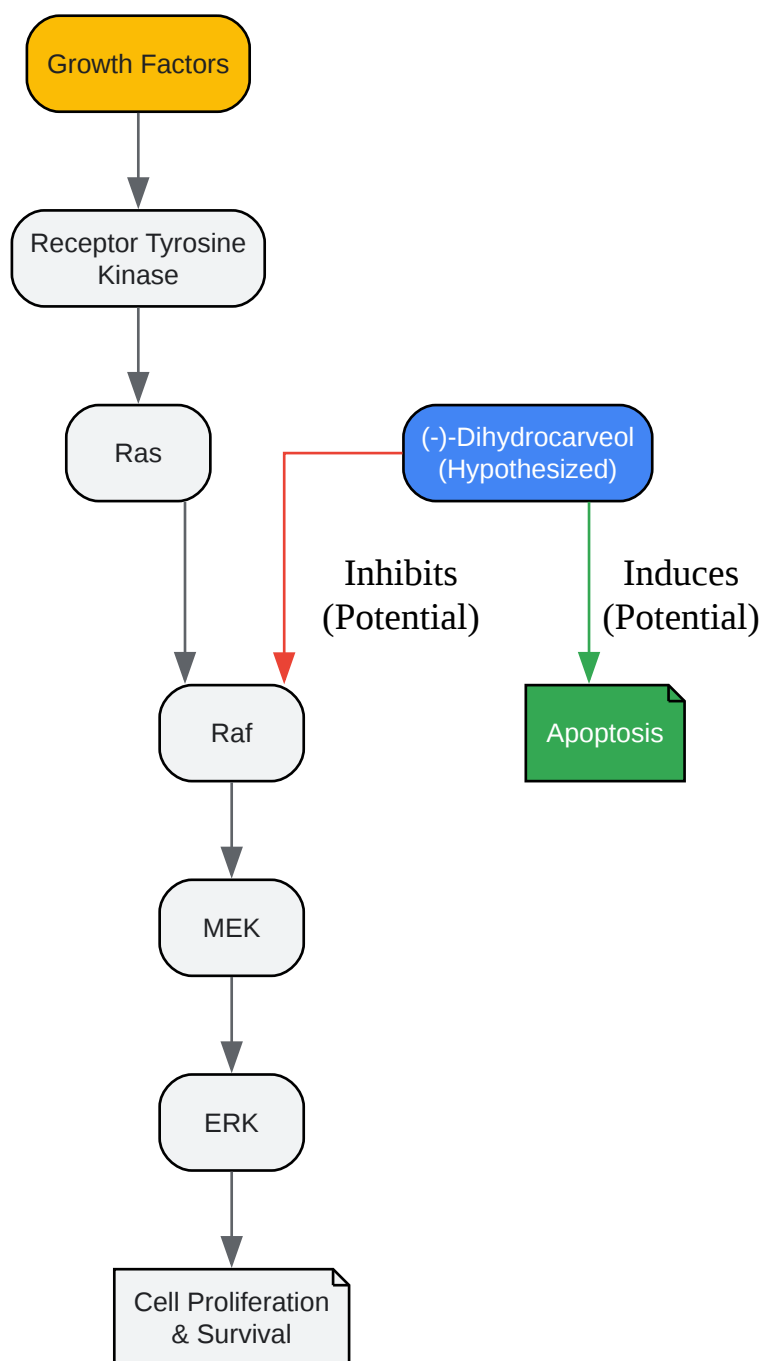 Growth Factors
Receptor Tyrosine
Kinase
Ras
(-)-Dihydrocarveol
(Hypothesized)
Inhibits
(Potential)
Induces
(Potential)
Raf
Apoptosis
MEK
ERK
Cell Proliferation
& Survival